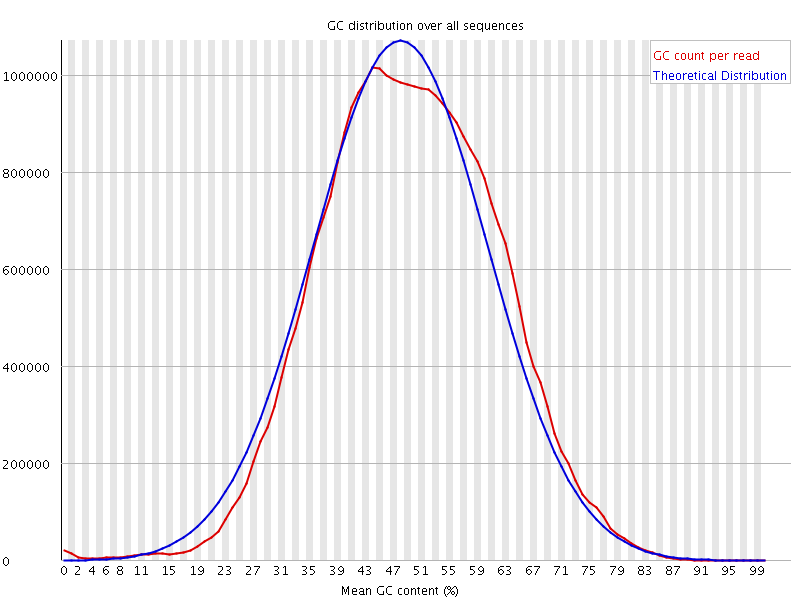 GC distribution over all sequences
GC count per read
Theoretical Distribution
1000000
800000
600000
400000
200000
0
0 2 4 6 8 11 15 19 23 27 31 35 39 43 47 51 55 59 63 67 71 75 79 83 87 91 95 99
Mean GC content (%)